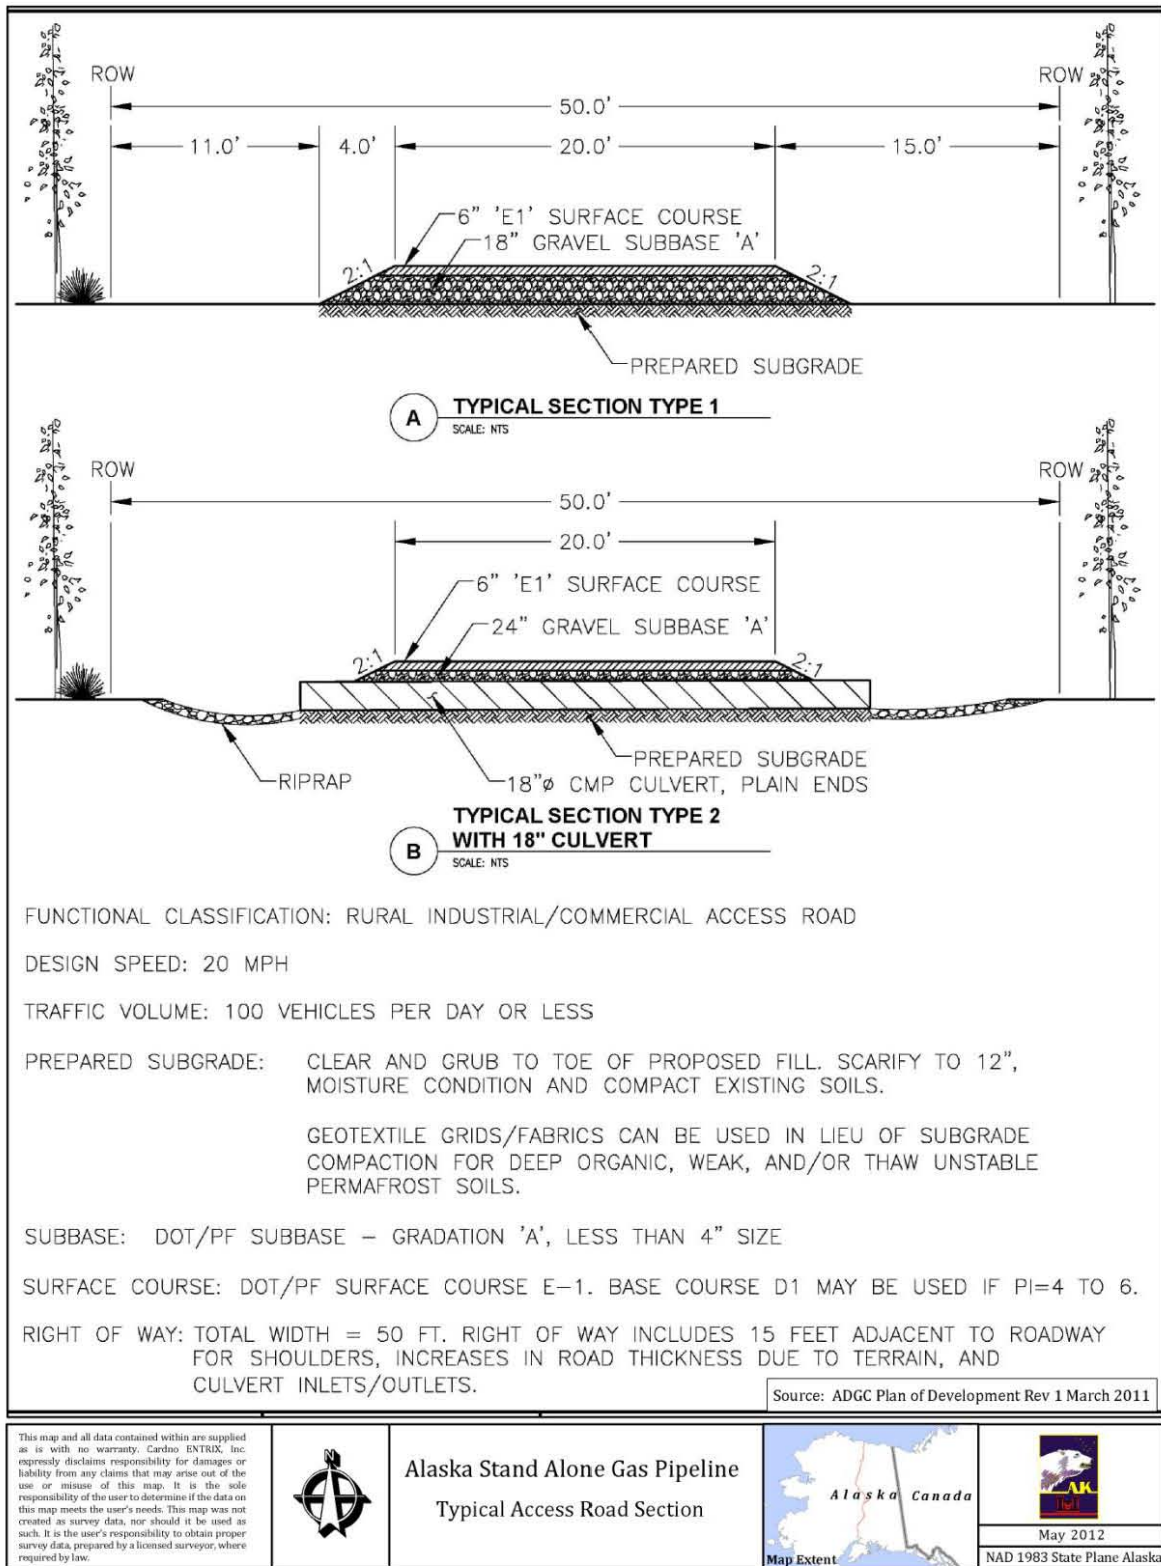 ROW
ROW
50.0'
11.0'
4.0'
20.0'
15.0'
6" 'E1' SURFACE COURSE
18" GRAVEL SUBBASE 'A'
2:1
2:1
PREPARED SUBGRADE
A
TYPICAL SECTION TYPE 1
SCALE: NTS
ROW
ROW
50.0'
20.0'
6" 'E1' SURFACE COURSE
24" GRAVEL SUBBASE 'A'
2:1
2:1
PREPARED SUBGRADE
RIPRAP
18"ø CMP CULVERT, PLAIN ENDS
B
TYPICAL SECTION TYPE 2
WITH 18" CULVERT
SCALE: NTS
FUNCTIONAL CLASSIFICATION: RURAL INDUSTRIAL/COMMERCIAL ACCESS ROAD
DESIGN SPEED: 20 MPH
TRAFFIC VOLUME: 100 VEHICLES PER DAY OR LESS
PREPARED SUBGRADE: CLEAR AND GRUB TO TOE OF PROPOSED FILL. SCARIFY TO 12",
MOISTURE CONDITION AND COMPACT EXISTING SOILS.
GEOTEXTILE GRIDS/FABRICS CAN BE USED IN LIEU OF SUBGRADE
COMPACTION FOR DEEP ORGANIC, WEAK, AND/OR THAW UNSTABLE
PERMAFROST SOILS.
SUBBASE: DOT/PF SUBBASE – GRADATION 'A', LESS THAN 4" SIZE
SURFACE COURSE: DOT/PF SURFACE COURSE E–1. BASE COURSE D1 MAY BE USED IF PI=4 TO 6.
RIGHT OF WAY: TOTAL WIDTH = 50 FT. RIGHT OF WAY INCLUDES 15 FEET ADJACENT TO ROADWAY
FOR SHOULDERS, INCREASES IN ROAD THICKNESS DUE TO TERRAIN, AND
CULVERT INLETS/OUTLETS.
Source: ADGC Plan of Development Rev 1 March 2011
This map and all data contained within are supplied
as is with no warranty. Cardno ENTRIX, Inc.
expressly disclaims responsibility for damages or
liability from any claims that may arise out of the
use or misuse of this map. It is the sole
responsibility of the user to determine if the data on
this map meets the user's needs. This map was not
created as survey data, nor should it be used as
such. It is the user's responsibility to obtain proper
survey data, prepared by a licensed surveyor, where
required by law.
N
Alaska Stand Alone Gas Pipeline
Typical Access Road Section
Alaska
Canada
Map Extent
AK
May 2012
NAD 1983 State Plane Alaska